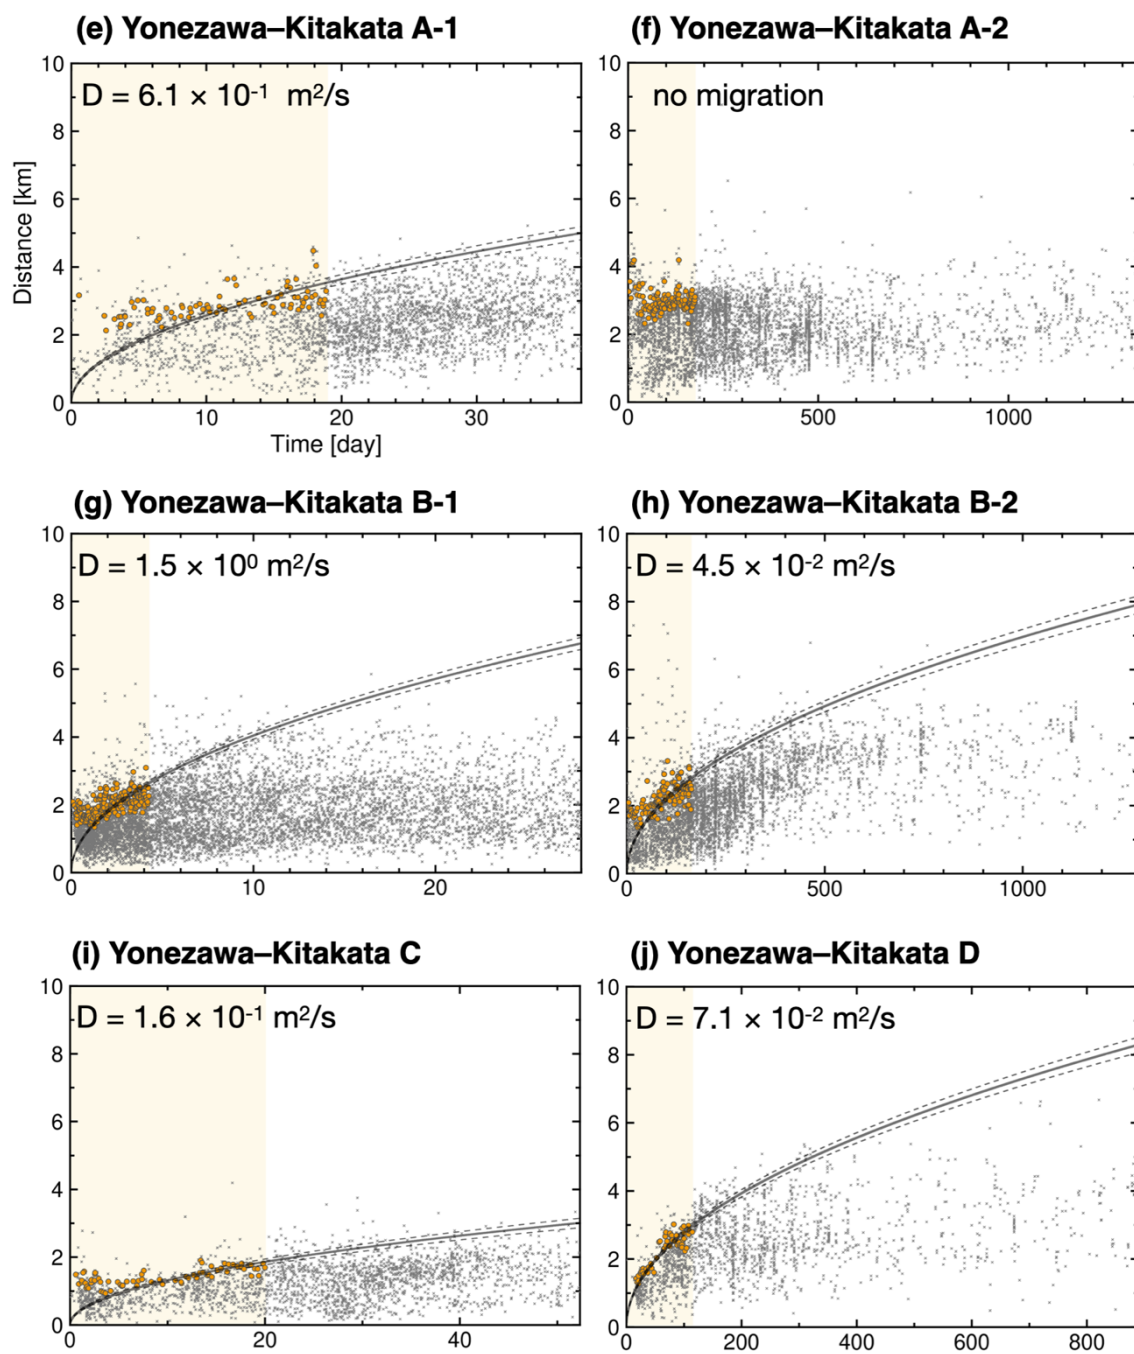 (e) Yonezawa–Kitakata A-1
D = 6.1 × 10⁻¹ m²/s
10
8
6
4
2
0
Distance [km]
0 10 20 30
Time [day]
(f) Yonezawa–Kitakata A-2
no migration
10
8
6
4
2
0
0 500 1000
(g) Yonezawa–Kitakata B-1
D = 1.5 × 10⁰ m²/s
10
8
6
4
2
0
0 10 20
(h) Yonezawa–Kitakata B-2
D = 4.5 × 10⁻² m²/s
10
8
6
4
2
0
0 500 1000
(i) Yonezawa–Kitakata C
D = 1.6 × 10⁻¹ m²/s
10
8
6
4
2
0
0 20 40
(j) Yonezawa–Kitakata D
D = 7.1 × 10⁻² m²/s
10
8
6
4
2
0
0 200 400 600 800